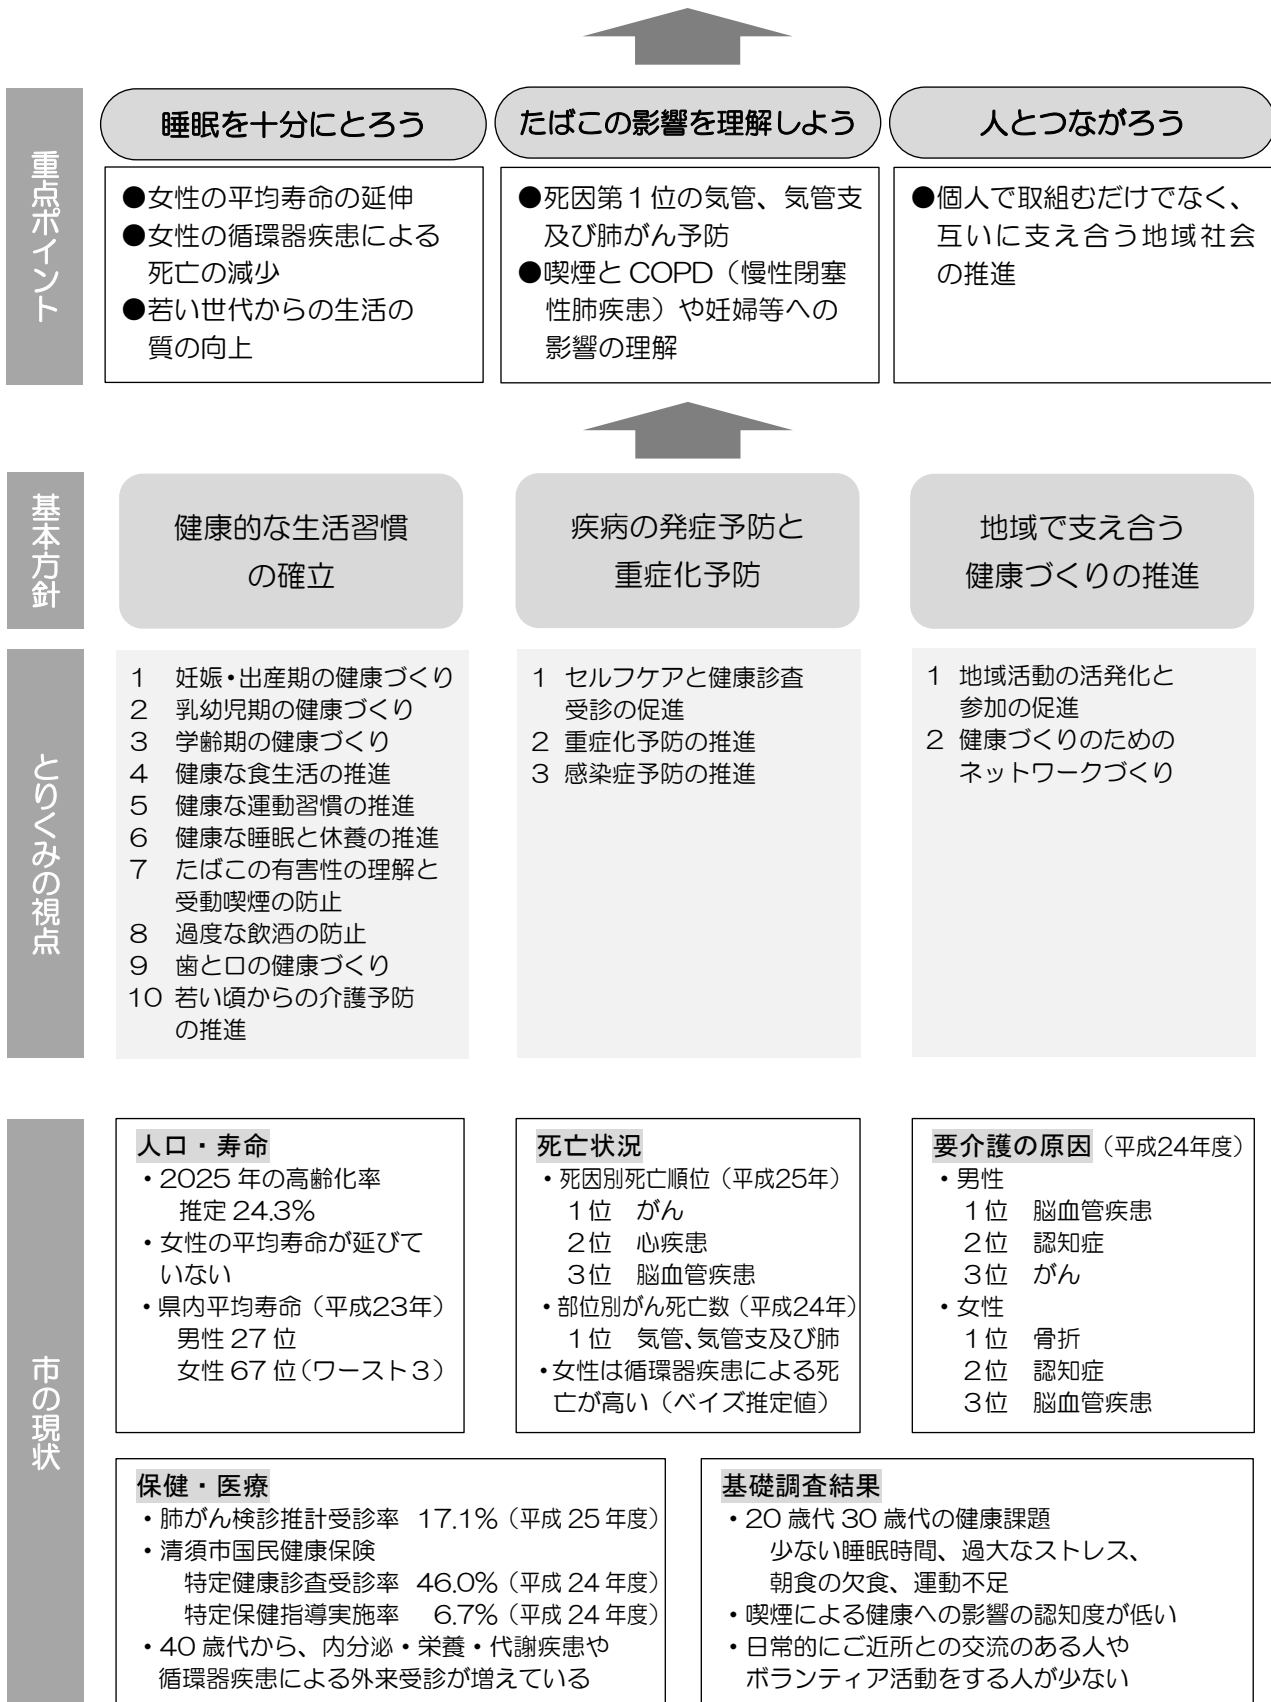 重点ポイント
睡眠を十分にとろう
●女性の平均寿命の延伸
●女性の循環器疾患による
死亡の減少
●若い世代からの生活の
質の向上
たばこの影響を理解しよう
●死因第1位の気管、気管支
及び肺がん予防
●喫煙と COPD（慢性閉塞
性肺疾患）や妊婦等への
影響の理解
人とつながろう
●個人で取組むだけでなく、
互いに支え合う地域社会
の推進
基本方針
健康的な生活習慣
の確立
疾病の発症予防と
重症化予防
地域で支え合う
健康づくりの推進
とりくみの視点
1 妊娠・出産期の健康づくり
2 乳幼児期の健康づくり
3 学齢期の健康づくり
4 健康な食生活の推進
5 健康な運動習慣の推進
6 健康な睡眠と休養の推進
7 たばこの有害性の理解と
受動喫煙の防止
8 過度な飲酒の防止
9 歯と口の健康づくり
10 若い頃からの介護予防
の推進
1 セルフケアと健康診査
受診の促進
2 重症化予防の推進
3 感染症予防の推進
1 地域活動の活発化と
参加の促進
2 健康づくりのための
ネットワークづくり
市の現状
人口・寿命
・2025 年の高齢化率
推定 24.3%
・女性の平均寿命が延びて
いない
・県内平均寿命（平成23年）
男性 27 位
女性 67 位（ワースト3）
死亡状況
・死因別死亡順位（平成25年）
1位 がん
2位 心疾患
3位 脳血管疾患
・部位別がん死亡数（平成24年）
1位 気管、気管支及び肺
・女性は循環器疾患による死
亡が高い（ベイズ推定値）
要介護の原因（平成24年度）
・男性
1位 脳血管疾患
2位 認知症
3位 がん
・女性
1位 骨折
2位 認知症
3位 脳血管疾患
保健・医療
・肺がん検診推計受診率 17.1%（平成 25 年度）
・清須市国民健康保険
特定健康診査受診率 46.0%（平成 24 年度）
特定保健指導実施率 6.7%（平成 24 年度）
・40 歳代から、内分泌・栄養・代謝疾患や
循環器疾患による外来受診が増えている
基礎調査結果
・20 歳代 30 歳代の健康課題
少ない睡眠時間、過大なストレス、
朝食の欠食、運動不足
・喫煙による健康への影響の認知度が低い
・日常的にご近所との交流のある人や
ボランティア活動をする人が少ない